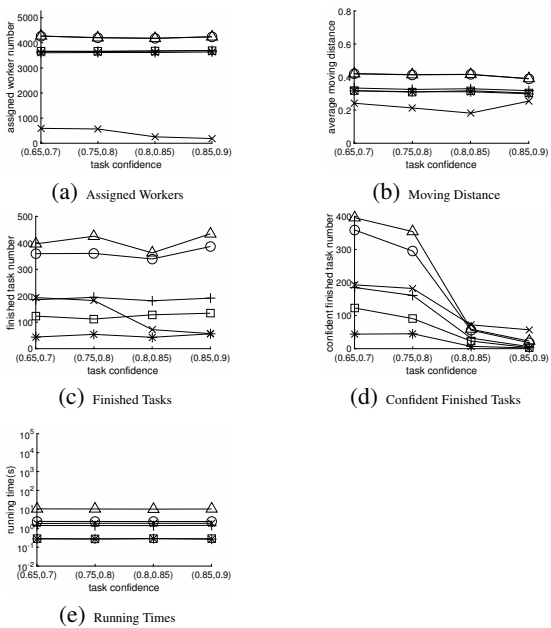 5000
4000
3000
2000
1000
0
assigned worker number
(0.65,0.7) (0.75,0.8) (0.8,0.85) (0.85,0.9)
task confidence
(a) Assigned Workers
0.8
0.6
0.4
0.2
0
average moving distance
(0.65,0.7) (0.75,0.8) (0.8,0.85) (0.85,0.9)
task confidence
(b) Moving Distance
500
400
300
200
100
0
finished task number
(0.65,0.7) (0.75,0.8) (0.8,0.85) (0.85,0.9)
task confidence
(c) Finished Tasks
400
300
200
100
0
confident finished task number
(0.65,0.7) (0.75,0.8) (0.8,0.85) (0.85,0.9)
task confidence
(d) Confident Finished Tasks
10^5
10^4
10^3
10^2
10^1
10^0
10^-1
10^-2
running time(s)
(0.65,0.7) (0.75,0.8) (0.8,0.85) (0.85,0.9)
task confidence
(e) Running Times